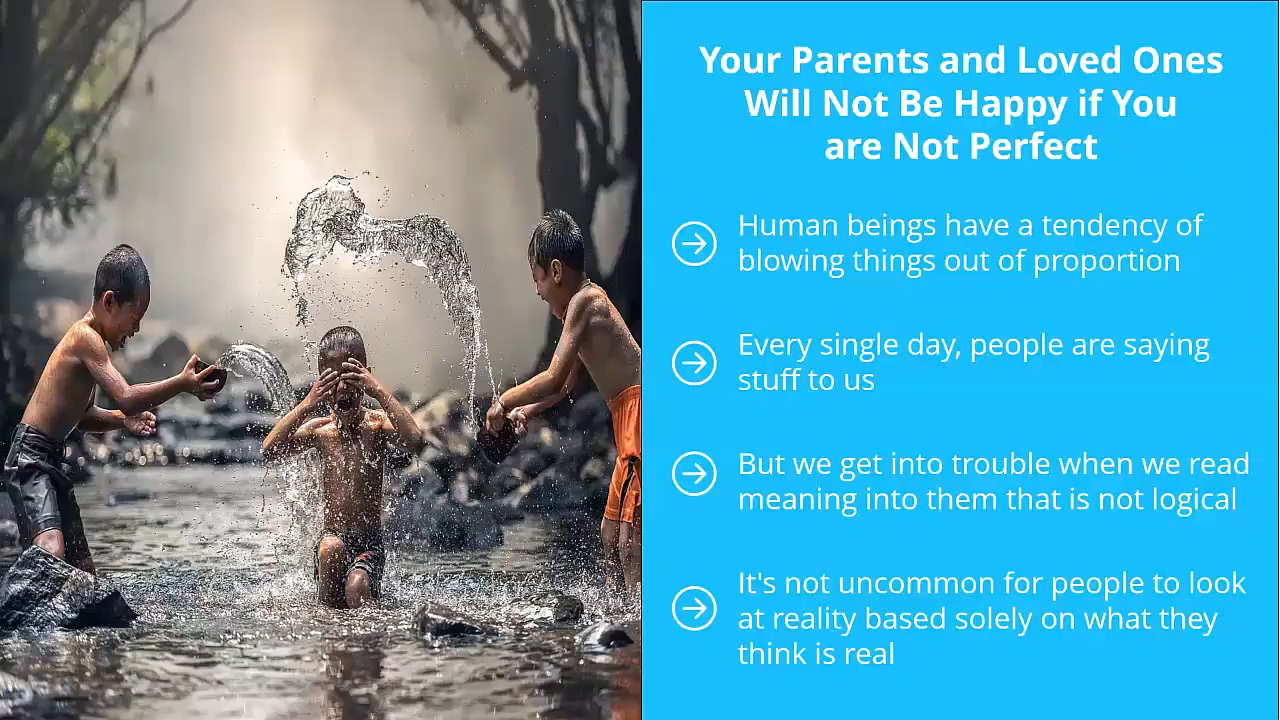 Your Parents and Loved Ones
Will Not Be Happy if You
are Not Perfect
Human beings have a tendency of
blowing things out of proportion
Every single day, people are saying
stuff to us
But we get into trouble when we read
meaning into them that is not logical
It's not uncommon for people to look
at reality based solely on what they
think is real